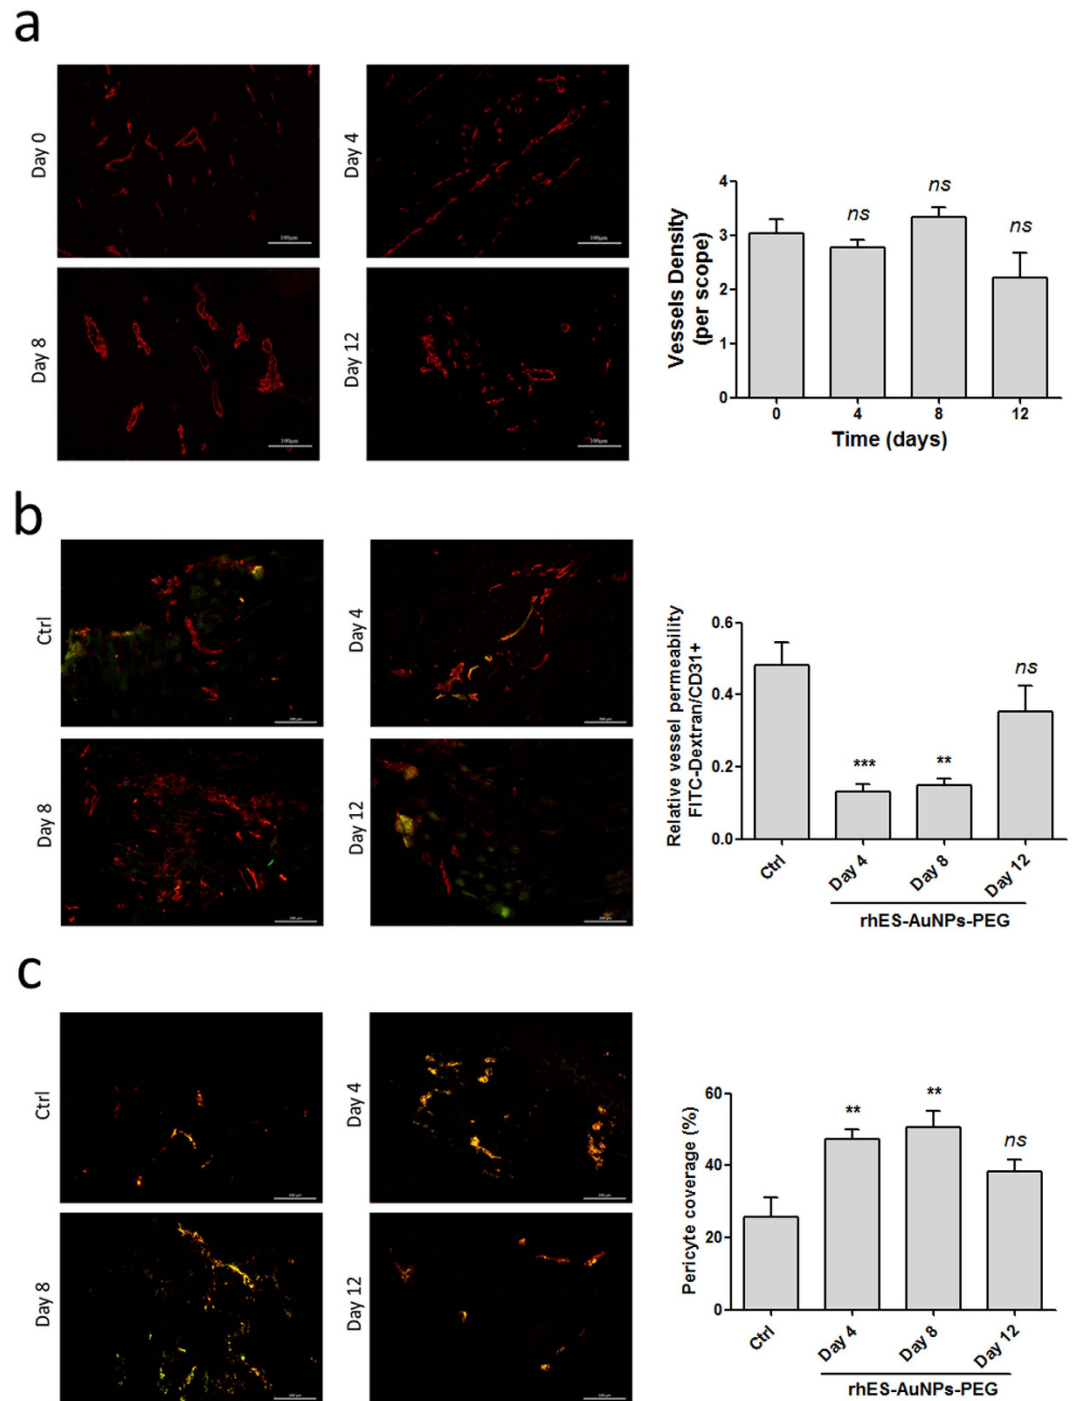 a
Day 0
100μm
Day 4
100μm
Day 8
100μm
Day 12
100μm
Vessels Density
(per scope)
4
3
2
1
0
ns
ns
ns
0 4 8 12
Time (days)
b
Ctrl
Day 4
Day 8
Day 12
Relative vessel permeability
FITC-Dextran/CD31+
0.6
0.4
0.2
0.0
***
**
ns
Ctrl
Day 4
Day 8
Day 12
rhES-AuNPs-PEG
c
Ctrl
Day 4
Day 8
Day 12
Pericyte coverage (%)
60
40
20
0
**
**
ns
Ctrl
Day 4
Day 8
Day 12
rhES-AuNPs-PEG